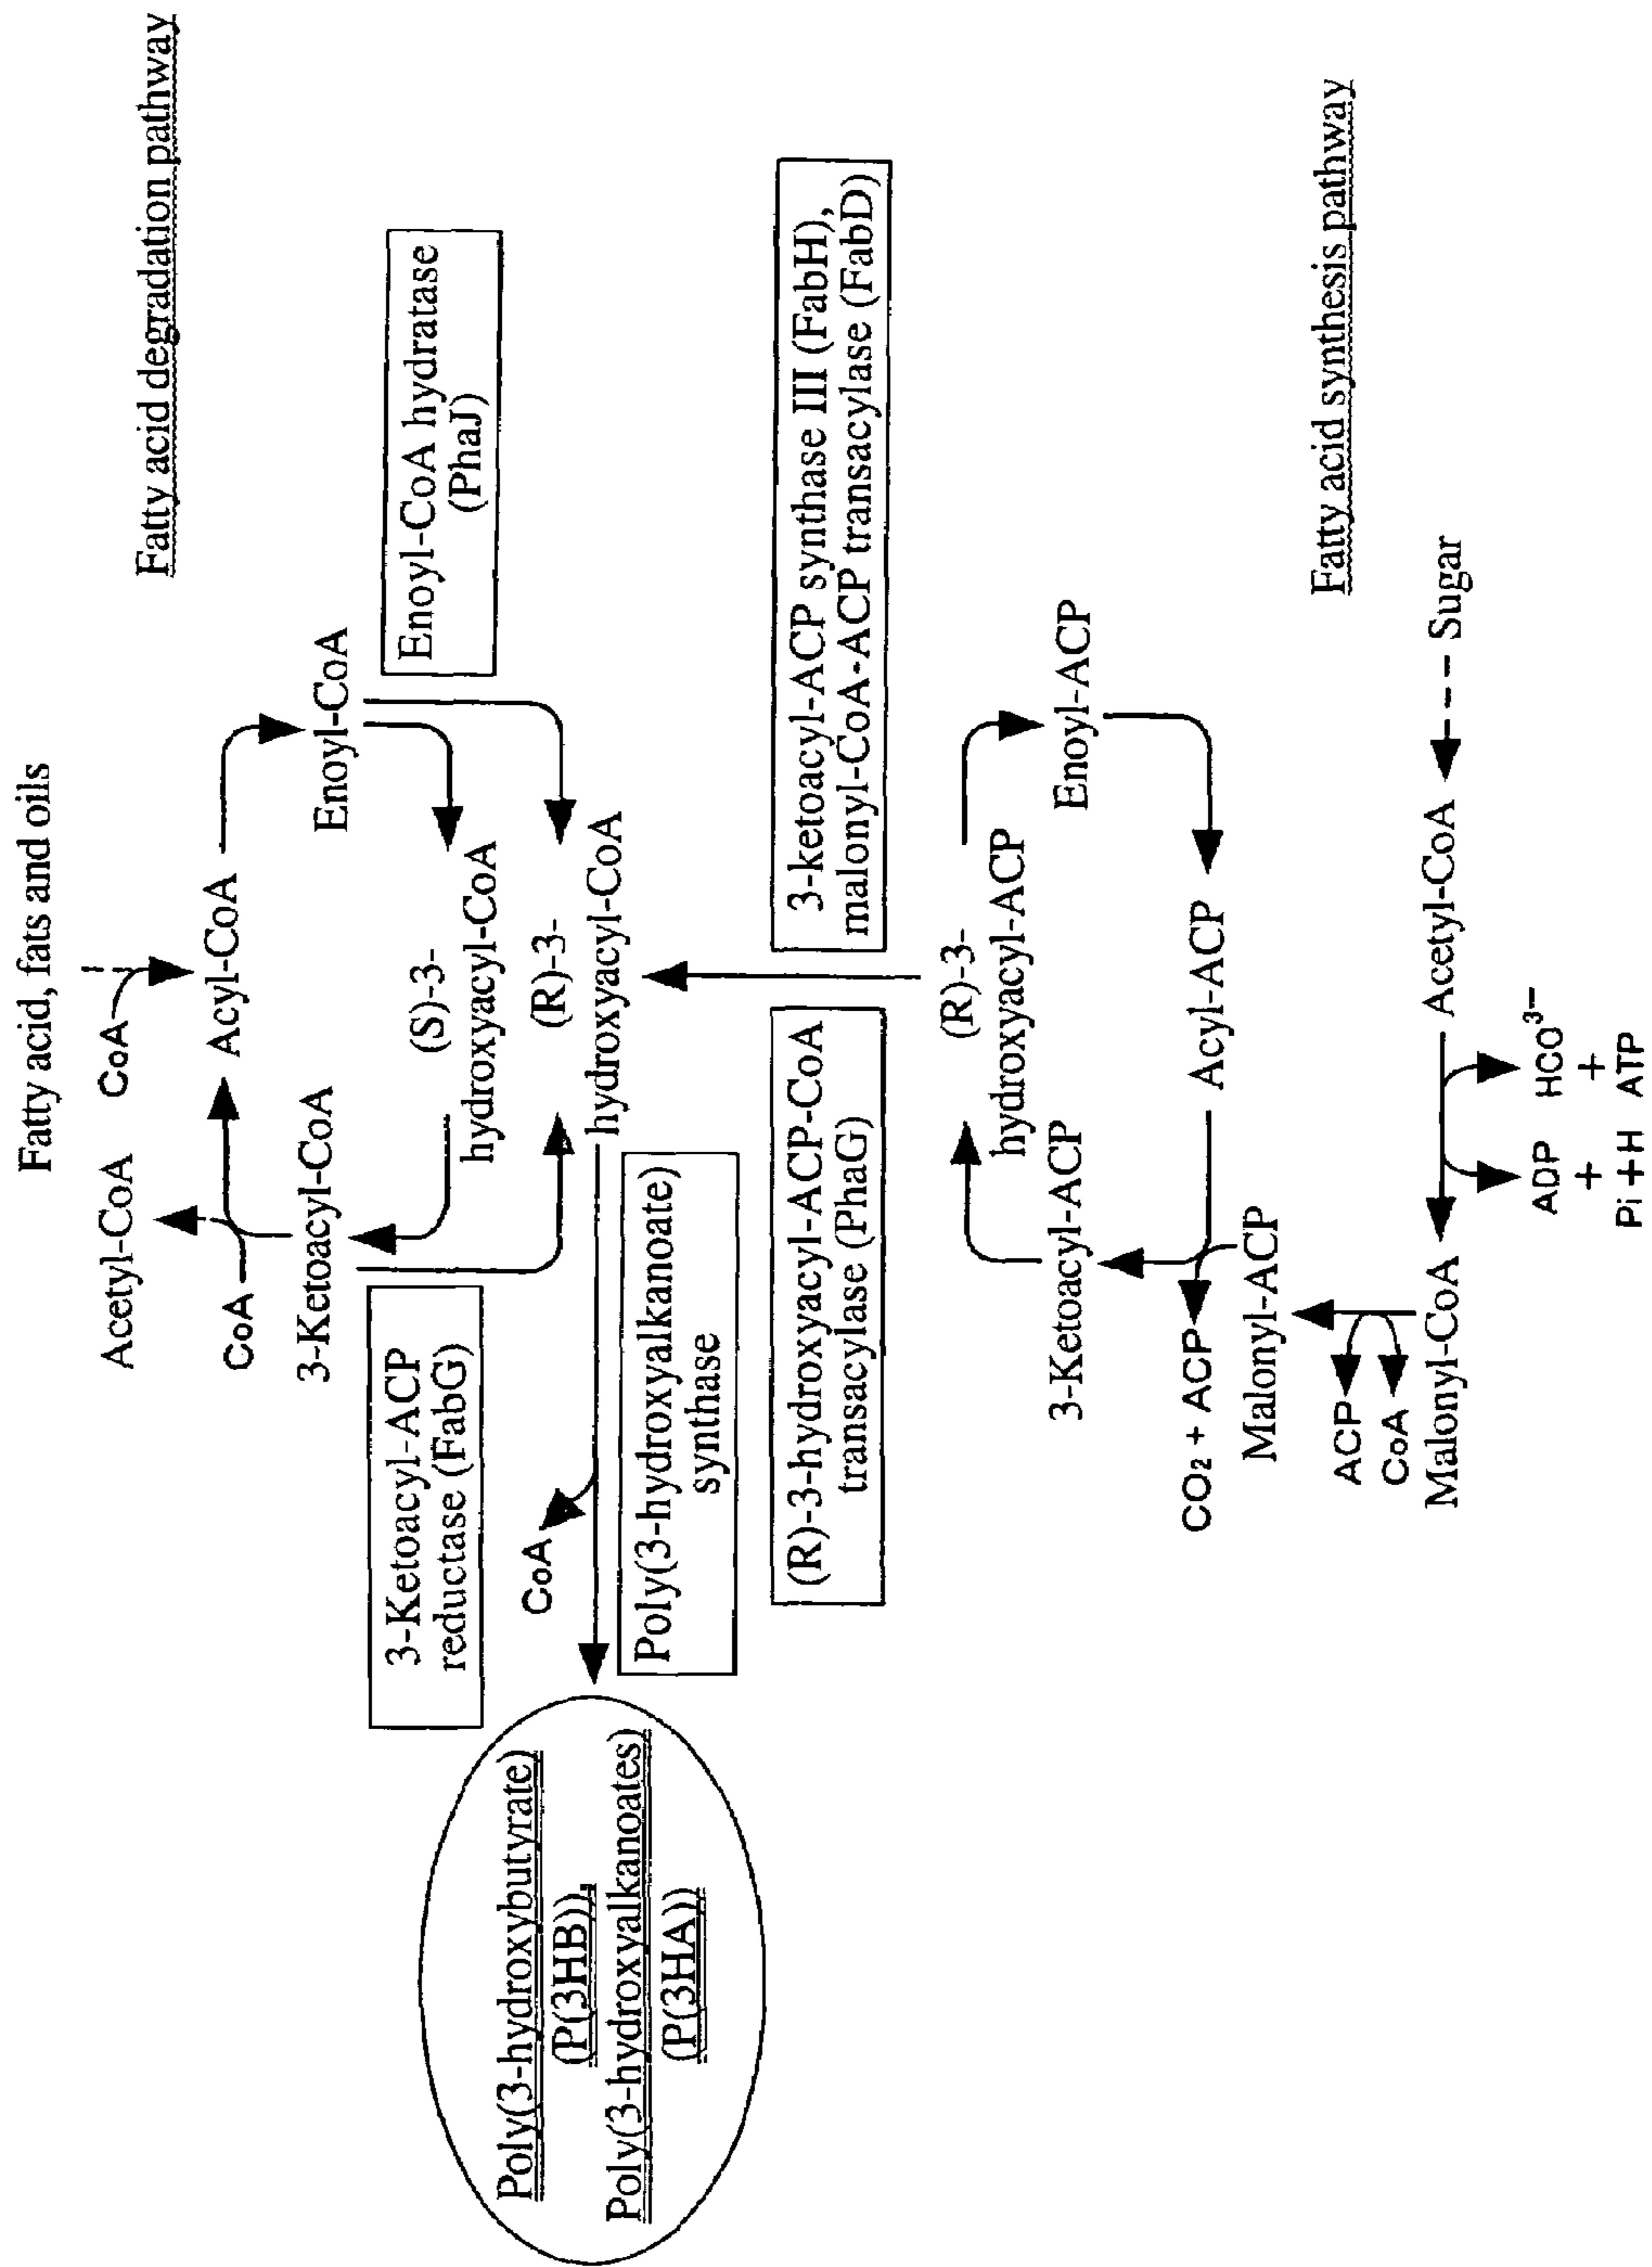 Fatty acid degradation pathway
Fatty acid, fats and oils
Acetyl-CoA
CoA
CoA
Acyl-CoA
3-Ketoacyl-CoA
Enoyl-CoA
Enoyl-CoA hydratase
(PhaJ)
3-Ketoacyl-ACP
reductase (FabG)
(S)-3-
hydroxyacyl-CoA
(R)-3-
hydroxyacyl-CoA
CoA
Poly(3-hydroxyalkanoate)
synthase
Poly(3-hydroxybutyrate)
(P(3HB)),
Poly(3-hydroxyalkanoates)
(P(3HA))
(R)-3-hydroxyacyl-ACP-CoA
transacylase (PhaG)
3-ketoacyl-ACP synthase III (FabH),
malonyl-CoA-ACP transacylase (FabD)
(R)-3-
hydroxyacyl-ACP
3-Ketoacyl-ACP
Enoyl-ACP
Acyl-ACP
CO₂ + ACP
Malonyl-ACP
Fatty acid synthesis pathway
ACP
CoA
Malonyl-CoA
Acetyl-CoA
Sugar
ADP HCO³⁻
+ +
Pi + H ATP